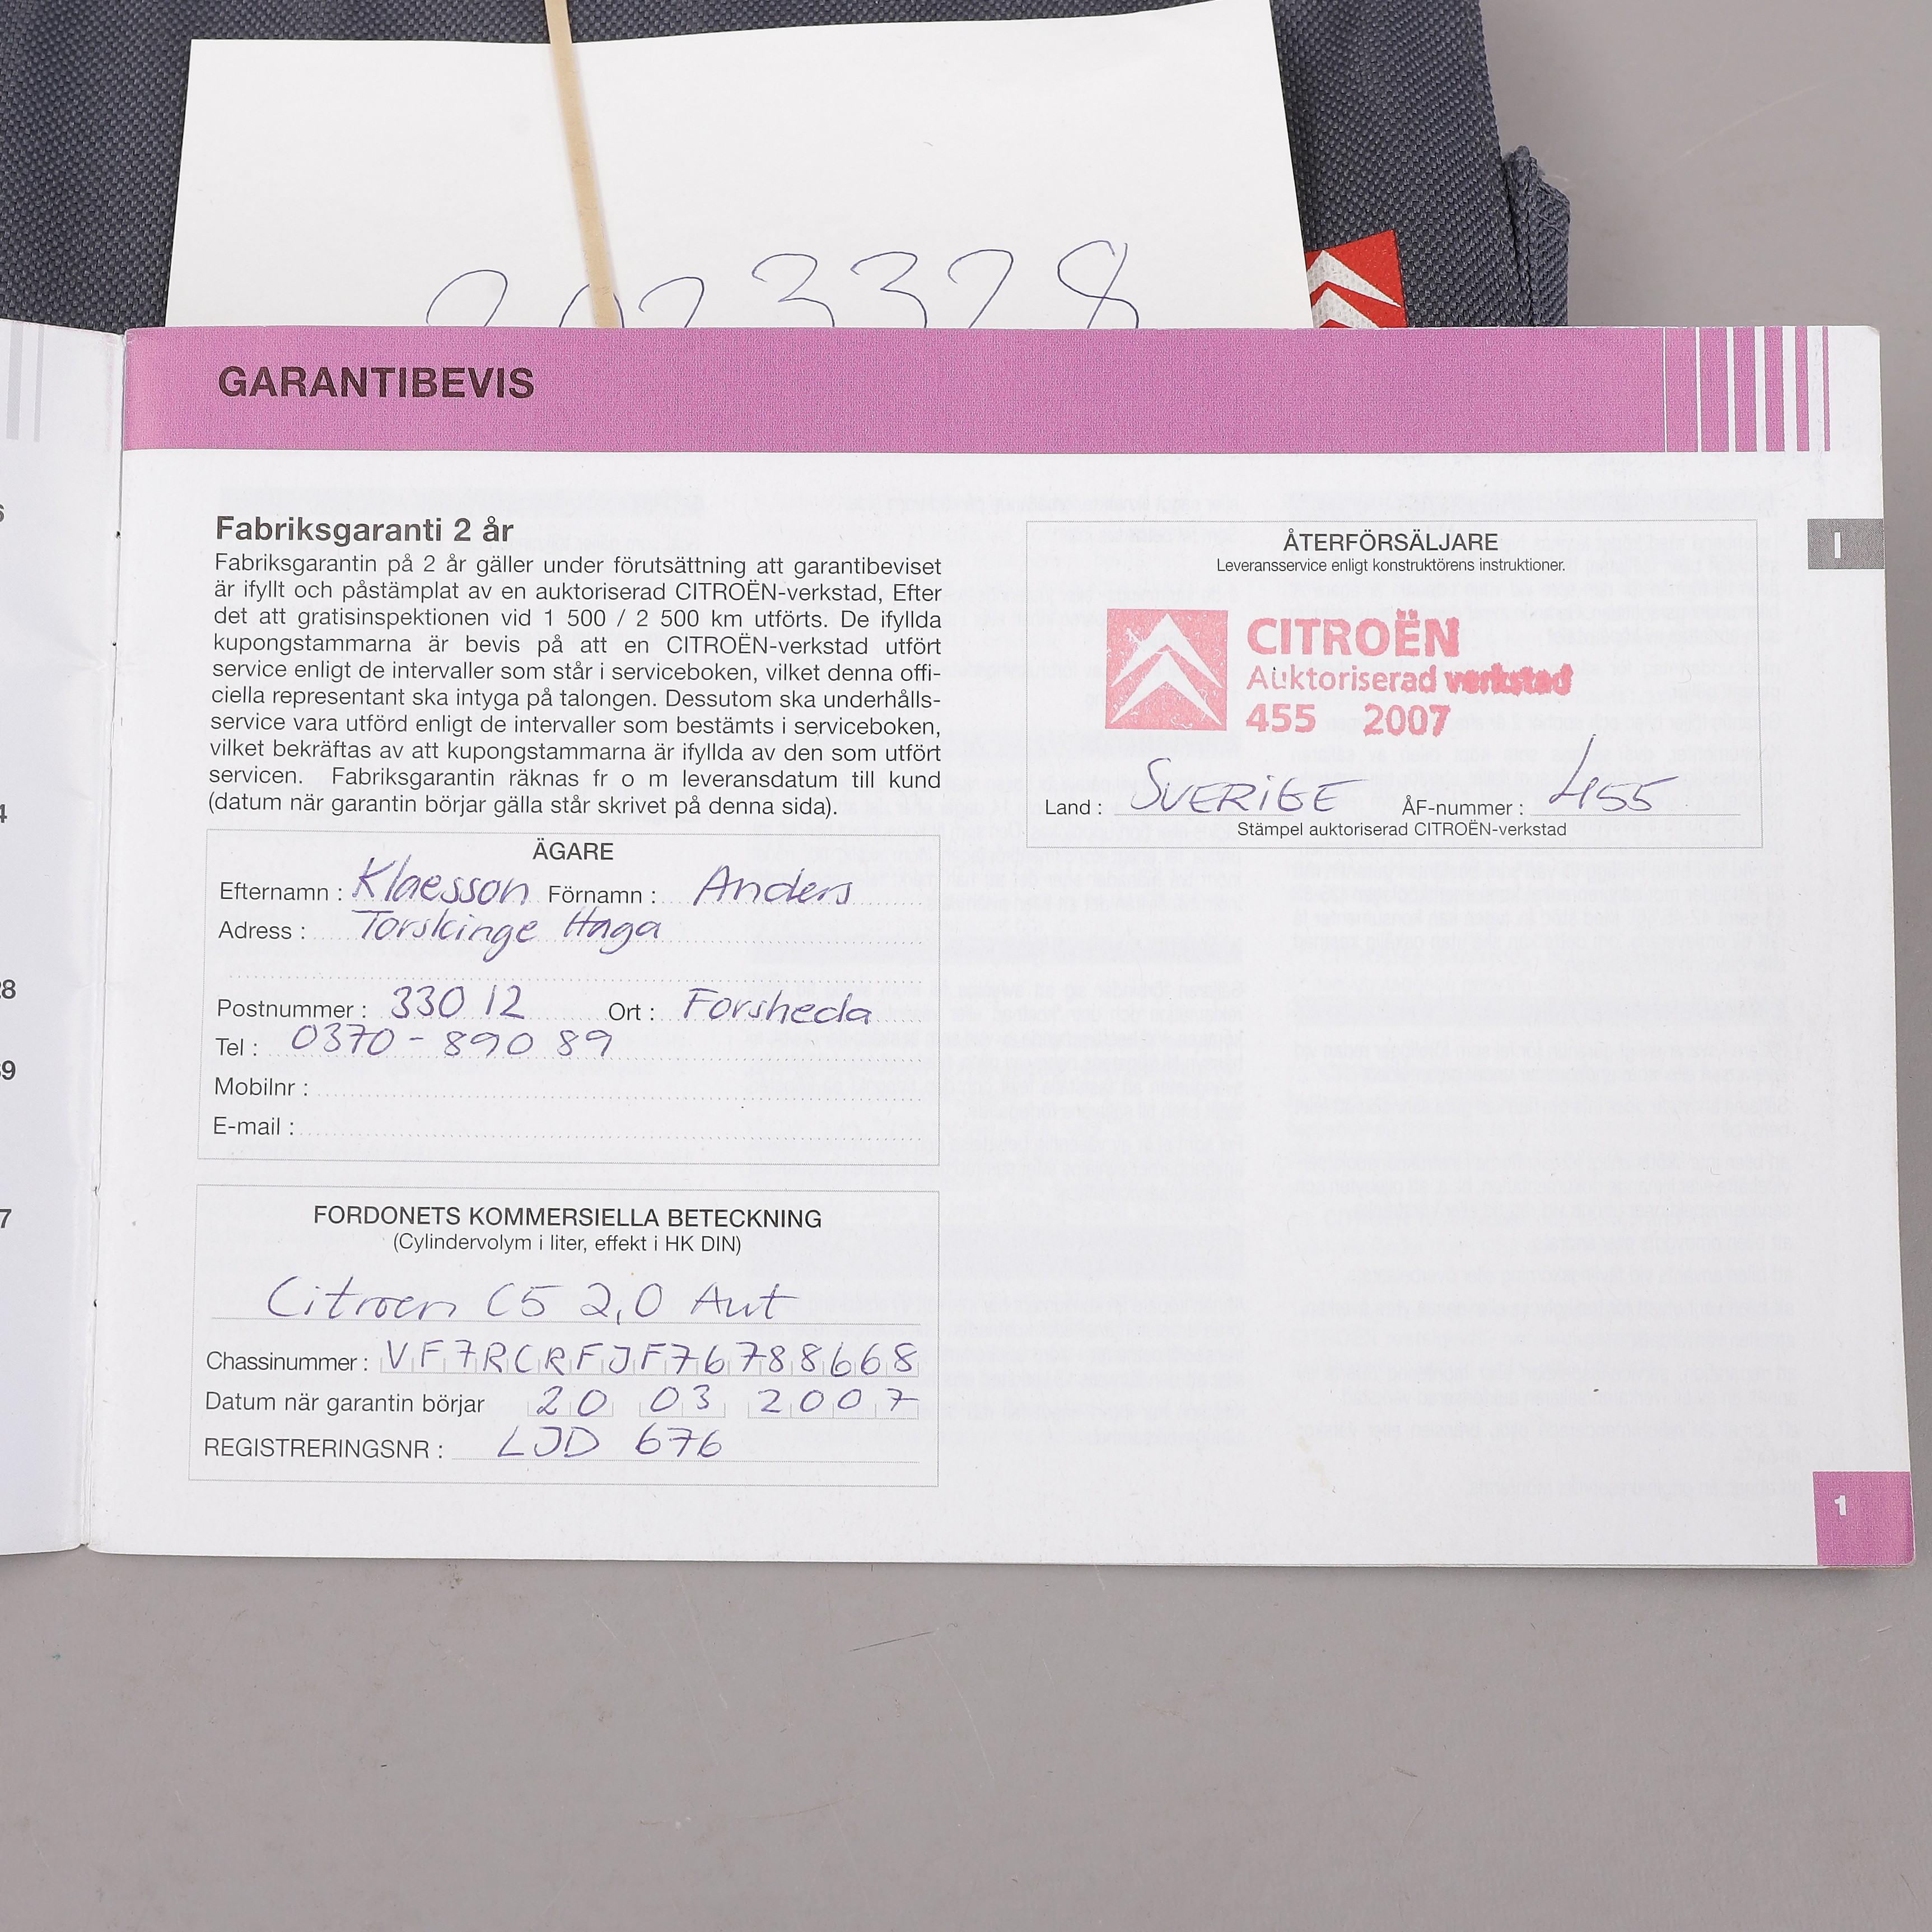 GARANTIBEVIS
Fabriksgaranti 2 år
Fabriksgarantin på 2 år gäller under förutsättning att garantibeviset
är ifyllt och påstämplat av en auktoriserad CITROËN-verkstad, Efter
det att gratisinspektionen vid 1 500 / 2 500 km utförts. De ifyllda
kupongstammarna är bevis på att en CITROËN-verkstad utfört
service enligt de intervaller som står i serviceboken, vilket denna offi-
ciella representant ska intyga på talongen. Dessutom ska underhålls-
service vara utförd enligt de intervaller som bestämts i serviceboken,
vilket bekräftas av att kupongstammarna är ifyllda av den som utfört
servicen. Fabriksgarantin räknas fr o m leveransdatum till kund
(datum när garantin börjar gälla står skrivet på denna sida).
ÄGARE
Efternamn : Klaesson Förnamn : Anders
Adress : Torskinge Haga
Postnummer : 330 12 Ort : Forsheda
Tel : 0370 - 890 89
Mobilnr :
E-mail :
FORDONETS KOMMERSIELLA BETECKNING
(Cylindervolym i liter, effekt i HK DIN)
Citroen C5 2,0 Aut
Chassinummer : VF7RCRFJF76788668
Datum när garantin börjar 20 03 2007
REGISTRERINGSNR : LJD 676
ÅTERFÖRSÄLJARE
Leveransservice enligt konstruktörens instruktioner.
CITROËN
Auktoriserad verkstad
455 2007
Land : SVERIGE ÅF-nummer : 455
Stämpel auktoriserad CITROËN-verkstad
I
1
6
4
28
39
7